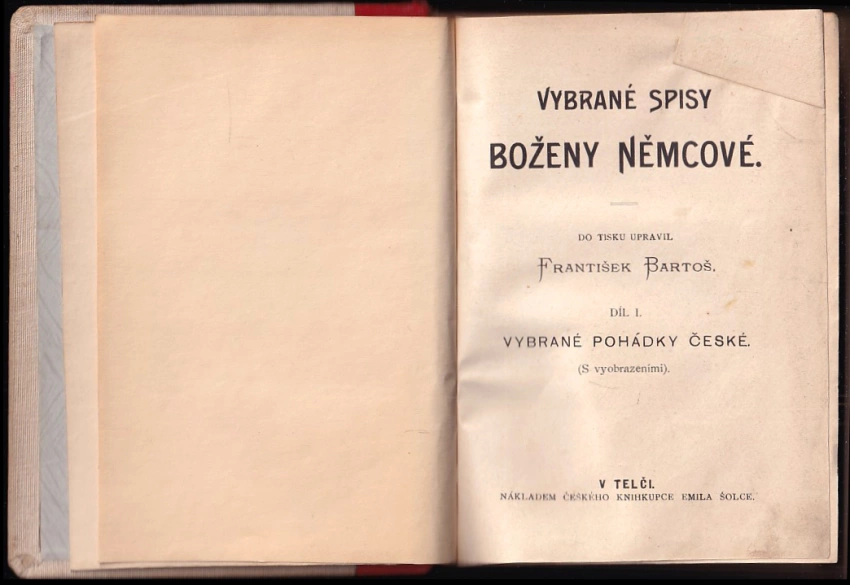 VYBRANÉ SPISY
BOŽENY NĚMCOVÉ.
DO TISKU UPRAVIL
FRANTIŠEK BARTOŠ.
DÍL I.
VYBRANÉ POHÁDKY ČESKÉ.
(S vyobrazeními).
V TELČI.
NÁKLADEM ČESKÉHO KNIHKUPCE EMILA ŠOLCE.